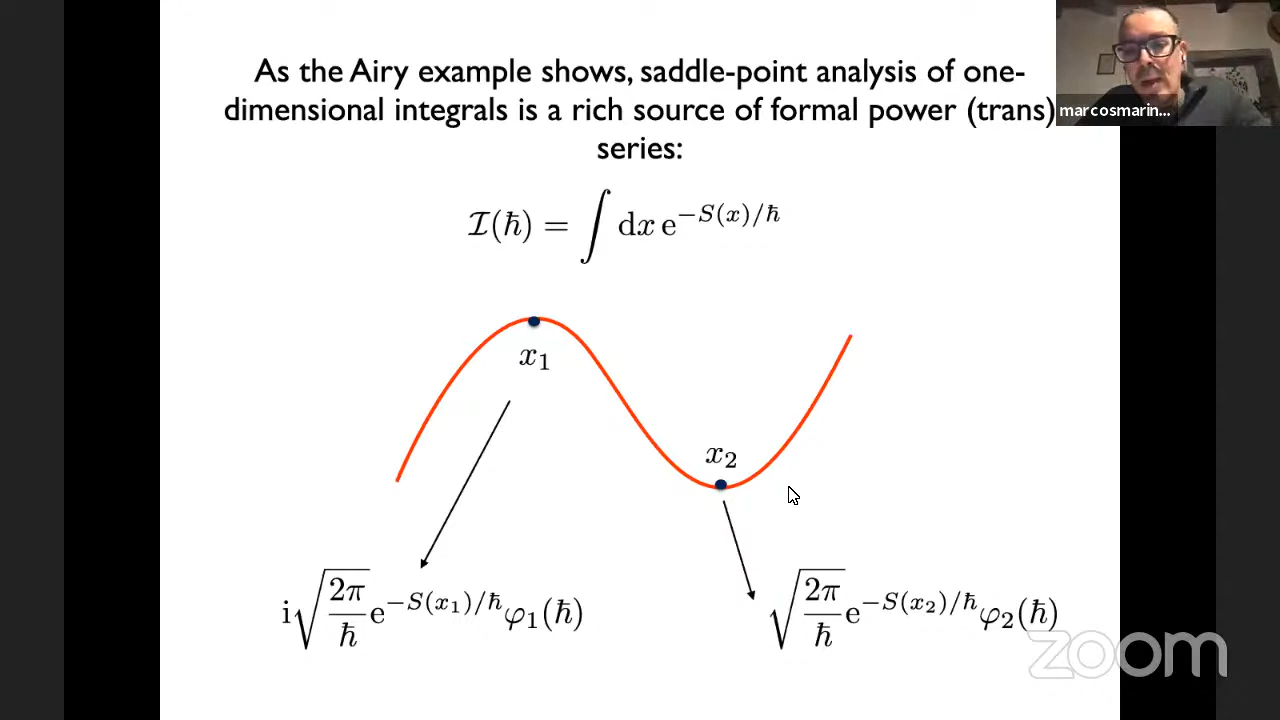 As the Airy example shows, saddle-point analysis of one-
dimensional integrals is a rich source of formal power (trans)
series:
marcosmarin...
ℐ(ħ) = ∫ dx e^{−S(x)/ħ}
x₁
x₂
i√(2π/ħ) e^{−S(x₁)/ħ} φ₁(ħ)
√(2π/ħ) e^{−S(x₂)/ħ} φ₂(ħ)
zoom